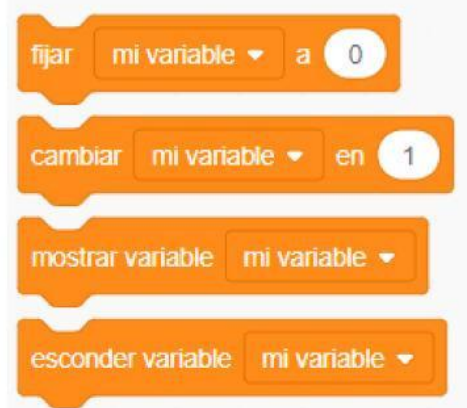 fijar mi variable a 0
cambiar mi variable en 1
mostrar variable mi variable
esconder variable mi variable